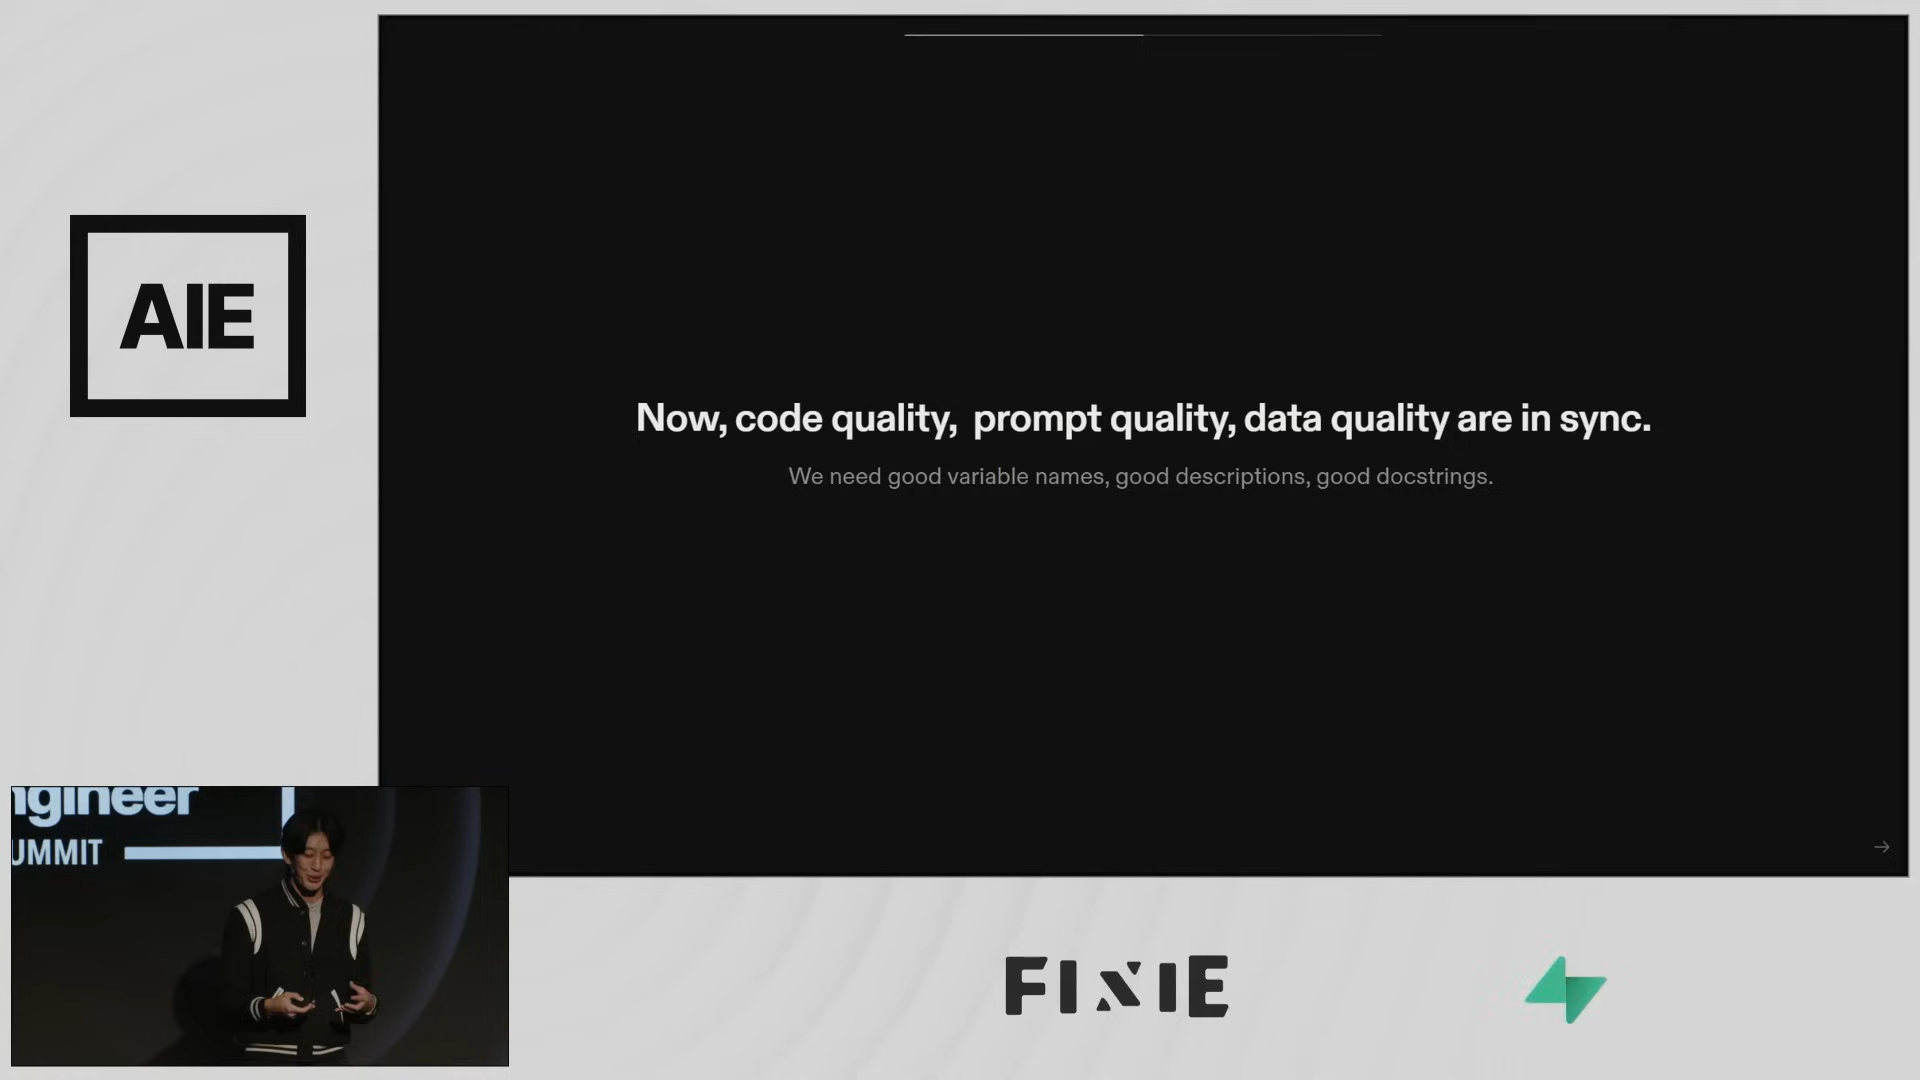 AIE
Now, code quality,  prompt quality, data quality are in sync.
We need good variable names, good descriptions, good docstrings.
ngineer
UMMIT
FIXIE